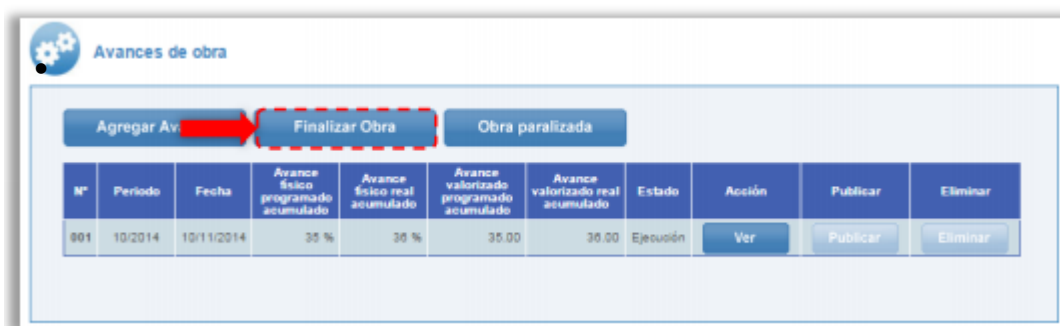 Avances de obra
Agregar Av Finalizar Obra Obra paralizada
N° Periodo Fecha Avance físico programado acumulado Avance físico real acumulado Avance valorizado programado acumulado Avance valorizado real acumulado Estado Acción Publicar Eliminar
001 10/2014 10/11/2014 35 % 36 % 35.00 36.00 Ejecución Ver Publicar Eliminar